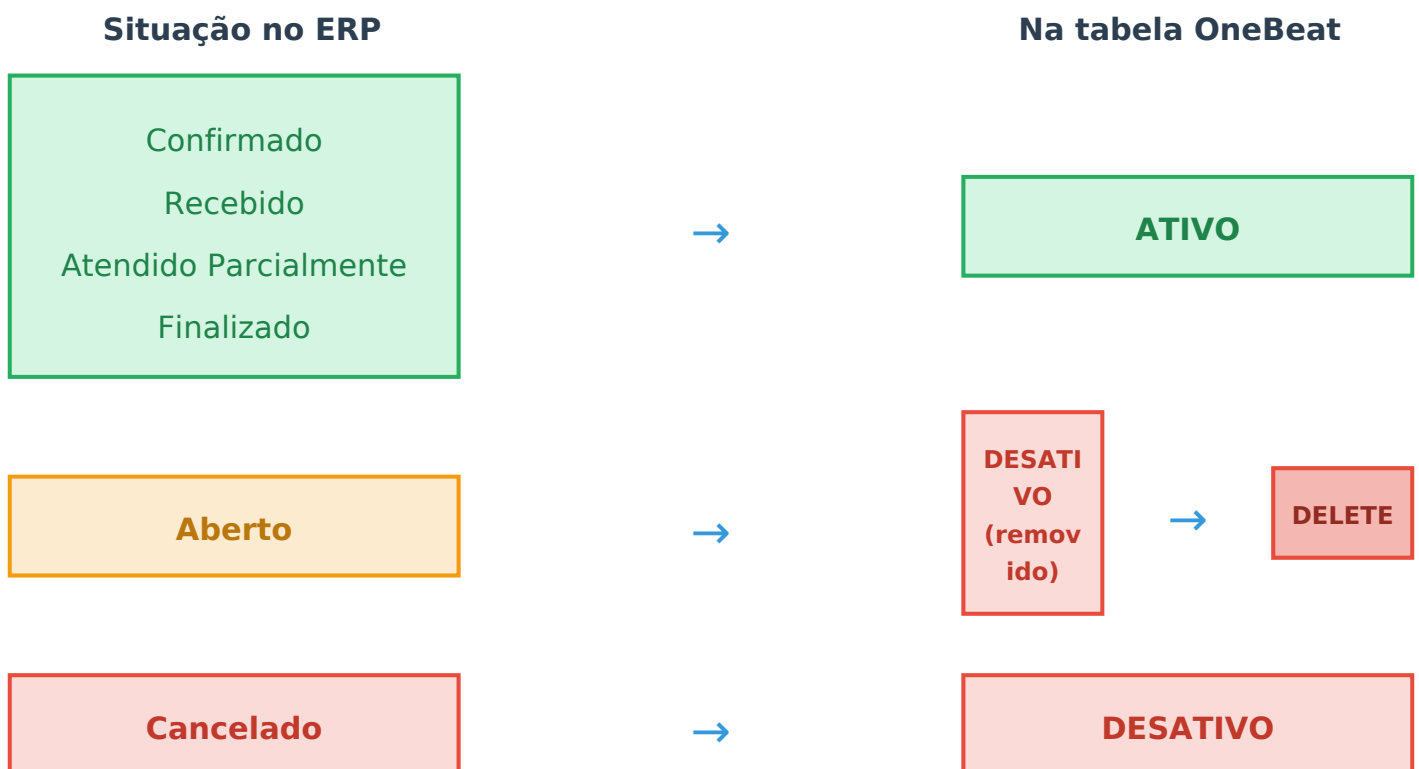 Situação no ERP
Na tabela OneBeat
Confirmado
Recebido
Atendido Parcialmente
Finalizado
→
ATIVO
Aberto
→
DESATI
VO
(remov
ido)
→
DELETE
Cancelado
→
DESATIVO